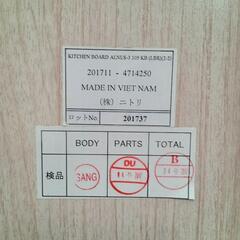 KITCHEN BOARD ALNUS-3 105 KB (LBR)(2-2)
201711 - 4714250
MADE IN VIET NAM
(株) ニトリ
ロットNo. 201737
BODY PARTS TOTAL
検品 SANG OU B